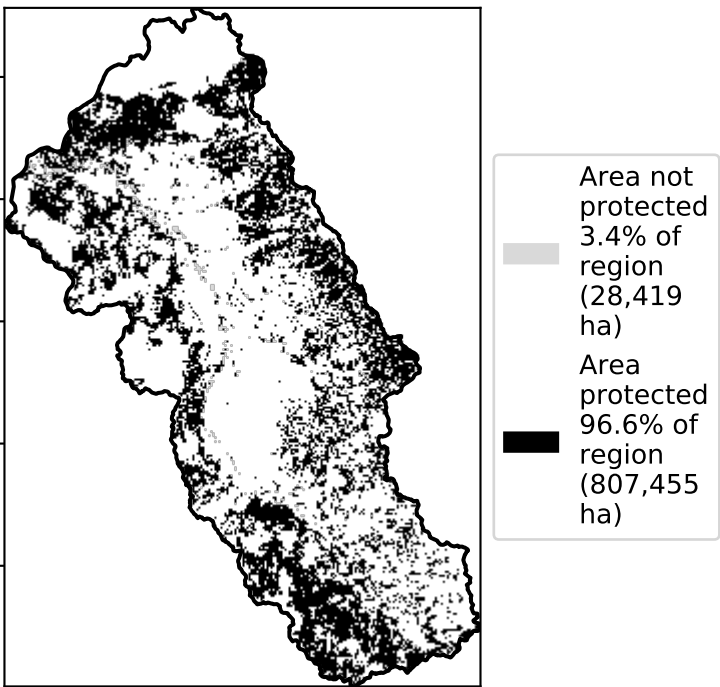 Area not
protected
3.4% of
region
(28,419
ha)
Area
protected
96.6% of
region
(807,455
ha)